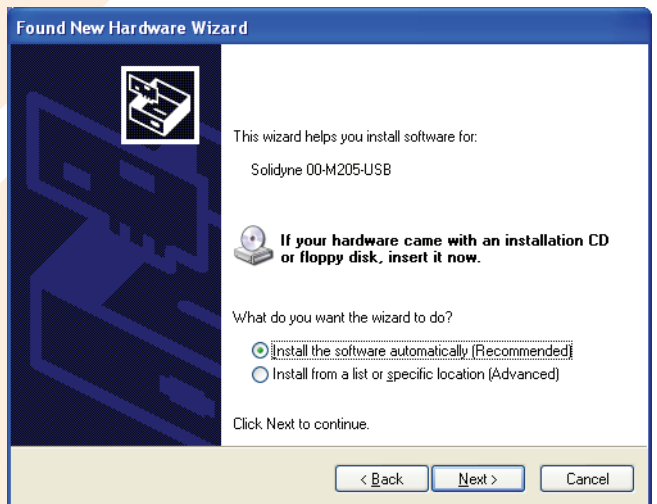 Found New Hardware Wizard
This wizard helps you install software for:
Solidyne 00-M205-USB
If your hardware came with an installation CD
or floppy disk, insert it now.
What do you want the wizard to do?
Install the software automatically (Recommended)
Install from a list or specific location (Advanced)
Click Next to continue.
< Back
Next >
Cancel